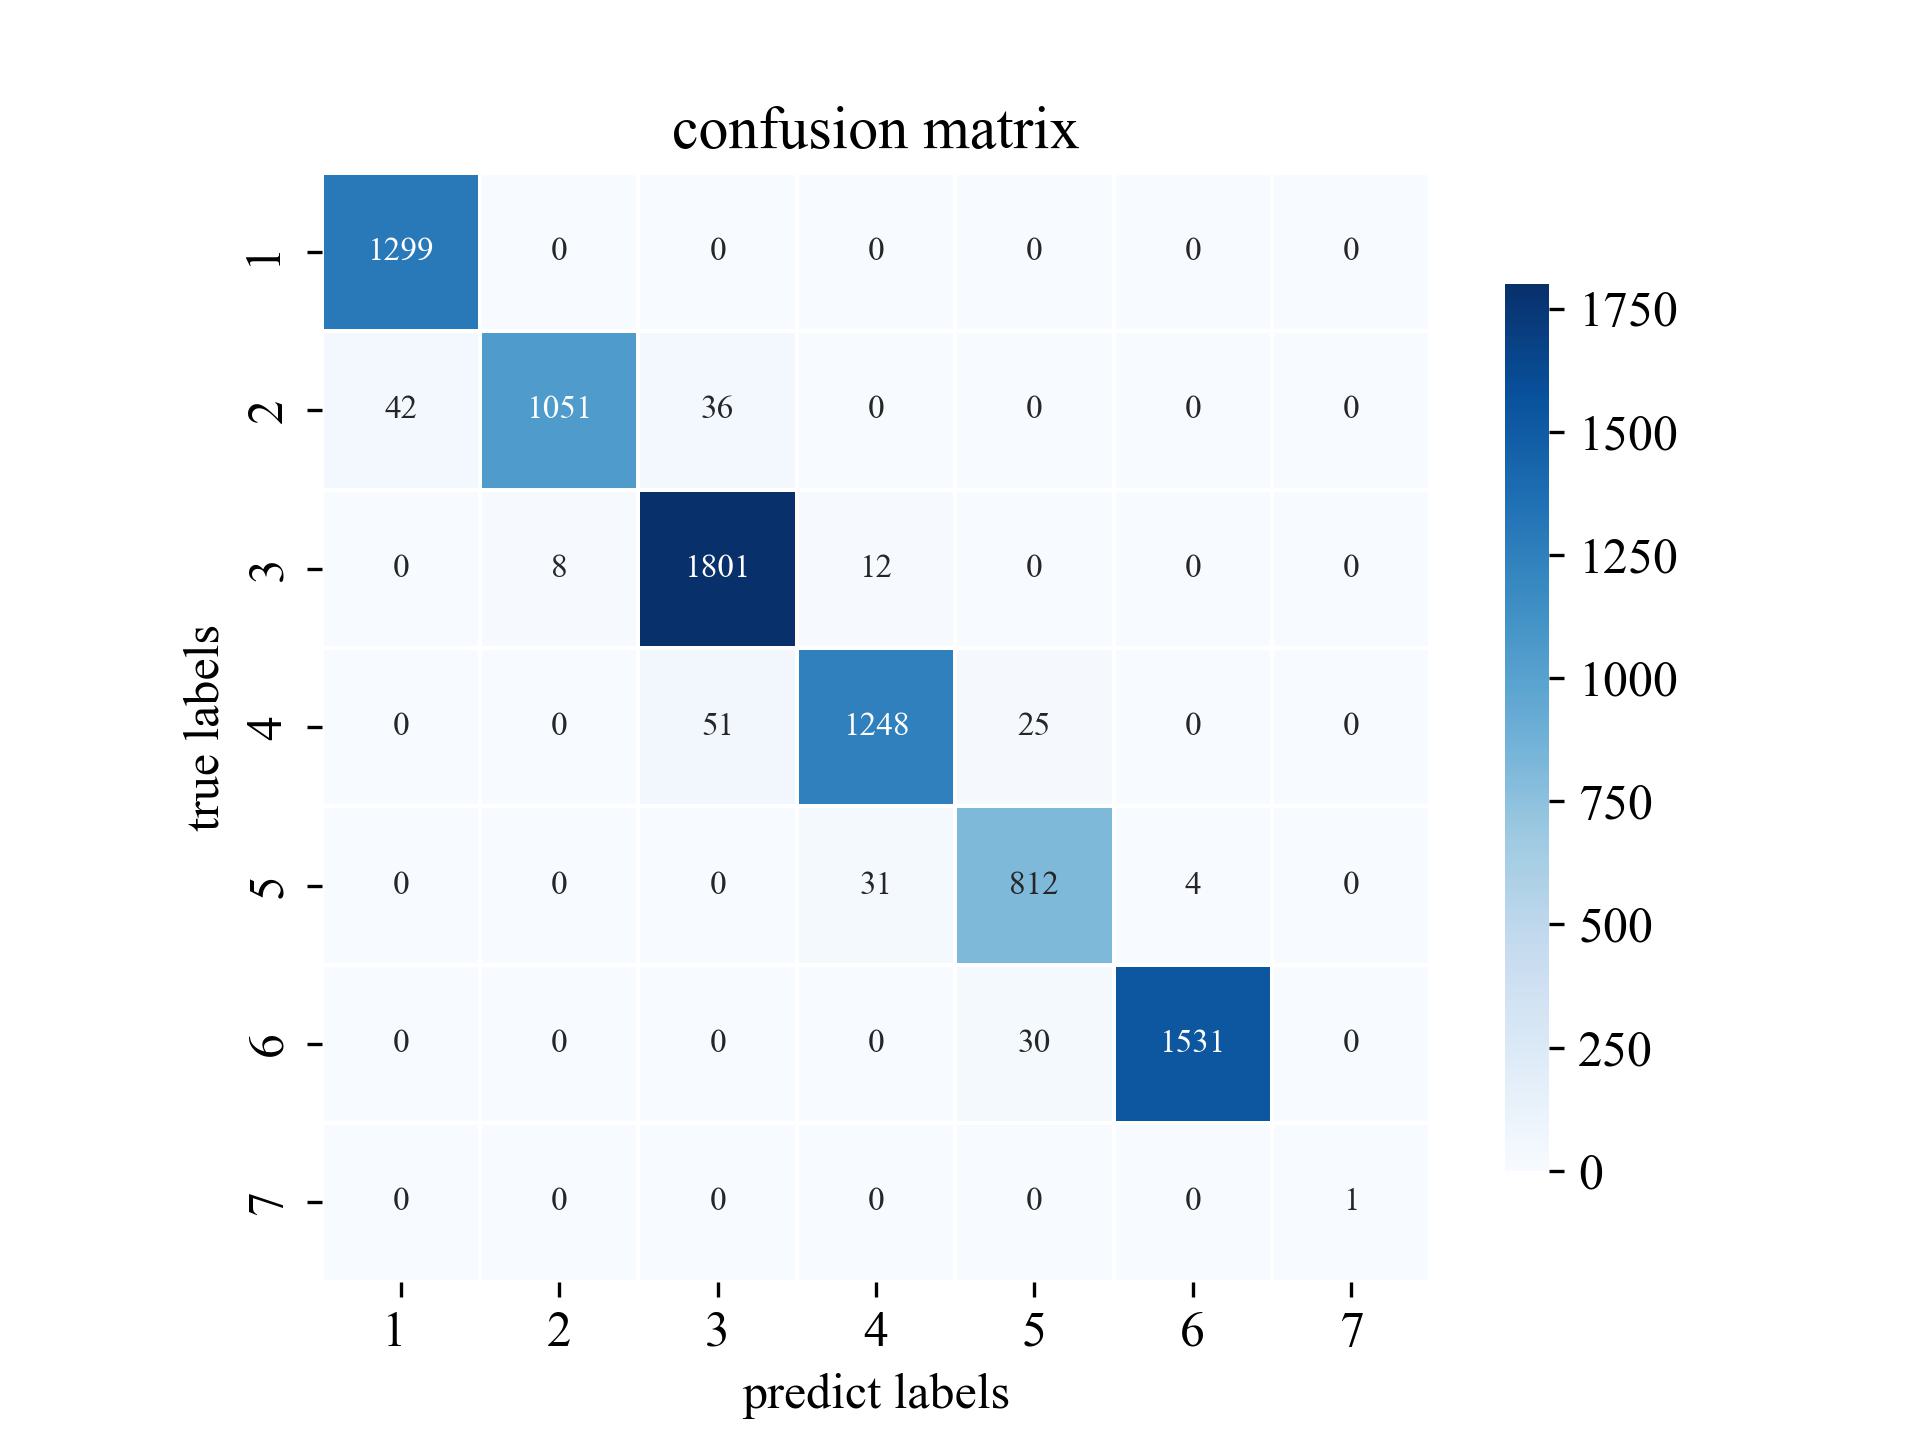 confusion matrix
1 1299 0 0 0 0 0 0
2 42 1051 36 0 0 0 0
3 0 8 1801 12 0 0 0
4 0 0 51 1248 25 0 0
5 0 0 0 31 812 4 0
6 0 0 0 0 30 1531 0
7 0 0 0 0 0 0 1
1 2 3 4 5 6 7
predict labels
true labels
1750
1500
1250
1000
750
500
250
0